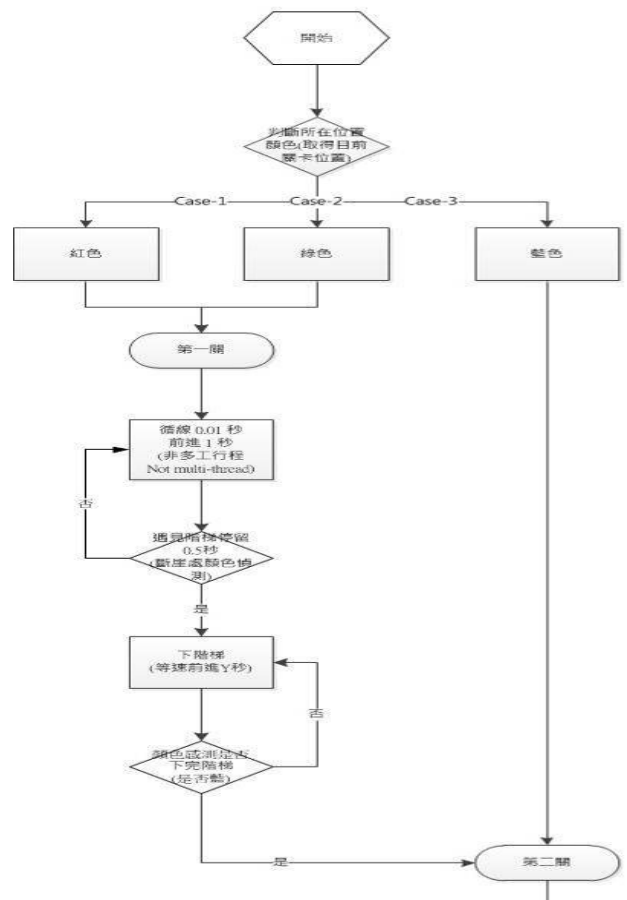 開始
判斷所在位置
顏色(取得目前
關卡位置)
Case-1
Case-2
Case-3
紅色
綠色
藍色
第一關
循線 0.01 秒
前進 1 秒
(非多工行程
Not multi-thread)
否
遇見階梯停留
0.5秒
(斷崖處顏色偵
測)
是
下階梯
(等速前進Y秒)
否
顏色感測是否
下完階梯
(是否藍)
是
第二關